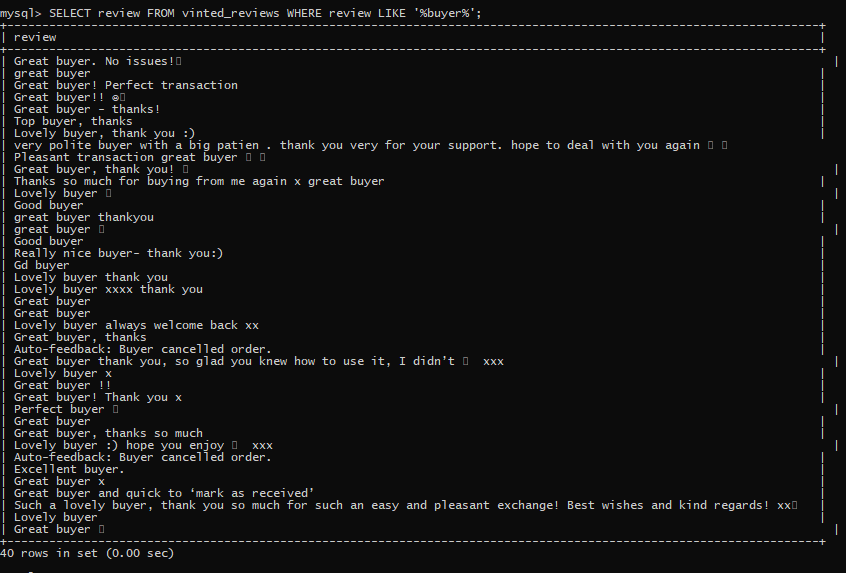 mysql> SELECT review FROM vinted_reviews WHERE review LIKE '%buyer%';
| review |
| Great buyer. No issues!▯ |
| great buyer |
| Great buyer! Perfect transaction |
| Great buyer!! ☺▯ |
| Great buyer - thanks! |
| Top buyer, thanks |
| Lovely buyer, thank you :) |
| very polite buyer with a big patien . thank you very for your support. hope to deal with you again ▯ ▯
| Pleasant transaction great buyer ▯ ▯
| Great buyer, thank you! ▯ |
| Thanks so much for buying from me again x great buyer |
| Lovely buyer ▯ |
| Good buyer |
| great buyer thankyou |
| great buyer ▯ |
| Good buyer |
| Really nice buyer- thank you:) |
| Gd buyer |
| Lovely buyer thank you |
| Lovely buyer xxxx thank you |
| Great buyer |
| Great buyer |
| Lovely buyer always welcome back xx |
| Great buyer, thanks |
| Auto-feedback: Buyer cancelled order. |
| Great buyer thank you, so glad you knew how to use it, I didn't ▯  xxx |
| Lovely buyer x |
| Great buyer !! |
| Great buyer! Thank you x |
| Perfect buyer ▯ |
| Great buyer |
| Great buyer, thanks so much |
| Lovely buyer :) hope you enjoy ▯  xxx |
| Auto-feedback: Buyer cancelled order. |
| Excellent buyer. |
| Great buyer x |
| Great buyer and quick to ‘mark as received’ |
| Such a lovely buyer, thank you so much for such an easy and pleasant exchange! Best wishes and kind regards! xx▯ |
| Lovely buyer |
| Great buyer ▯ |
40 rows in set (0.00 sec)